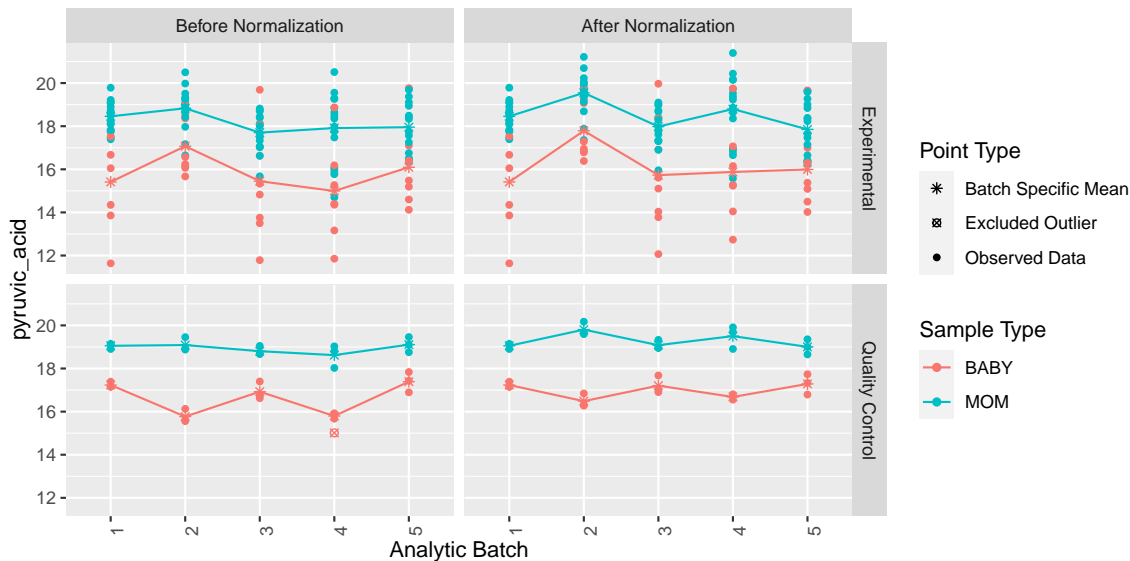 Before Normalization
After Normalization
pyruvic_acid
20
18
16
14
12
Experimental
20
18
16
14
12
Quality Control
1
2
3
4
5
1
2
3
4
5
Analytic Batch
Point Type
Batch Specific Mean
Excluded Outlier
Observed Data
Sample Type
BABY
MOM